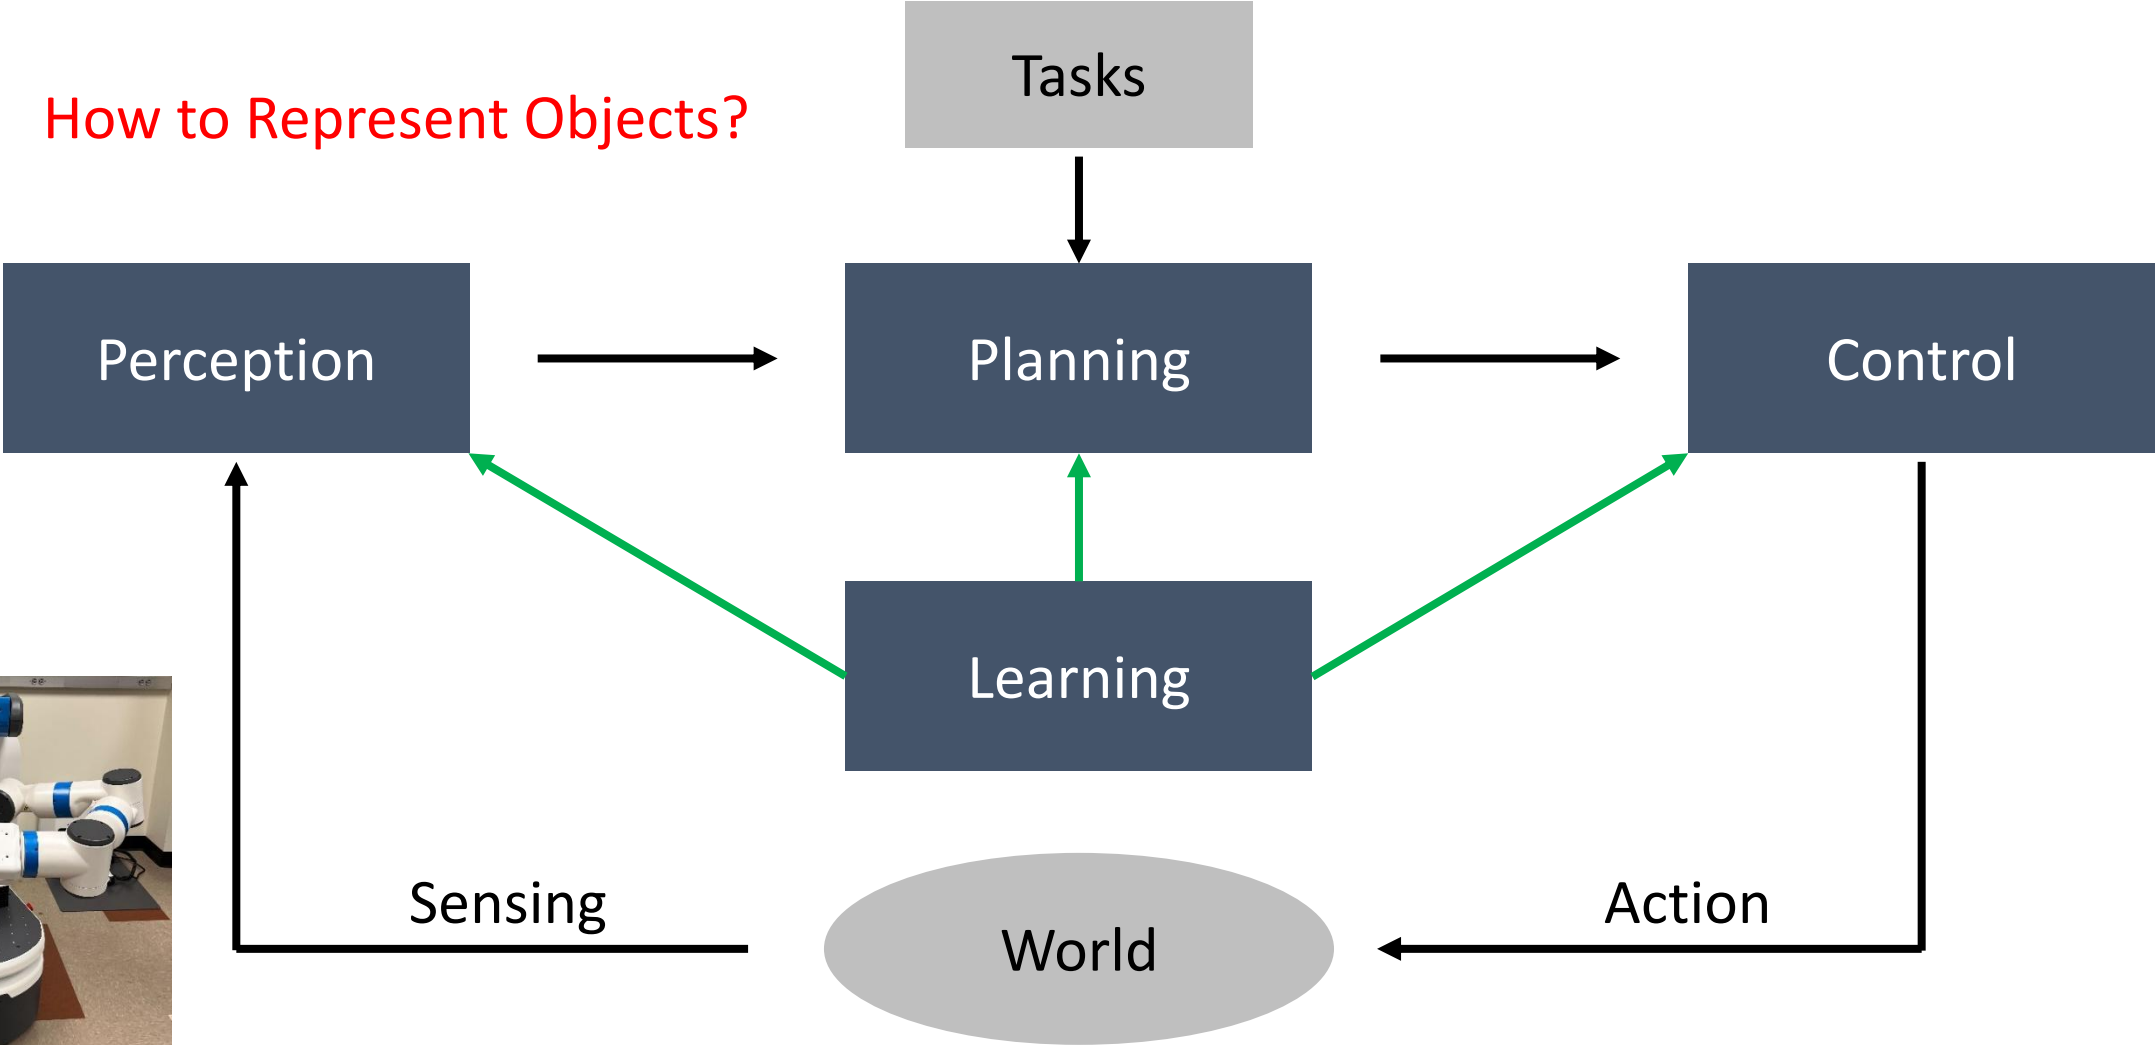 Tasks
How to Represent Objects?
Perception
Planning
Control
Learning
Sensing
Action
World